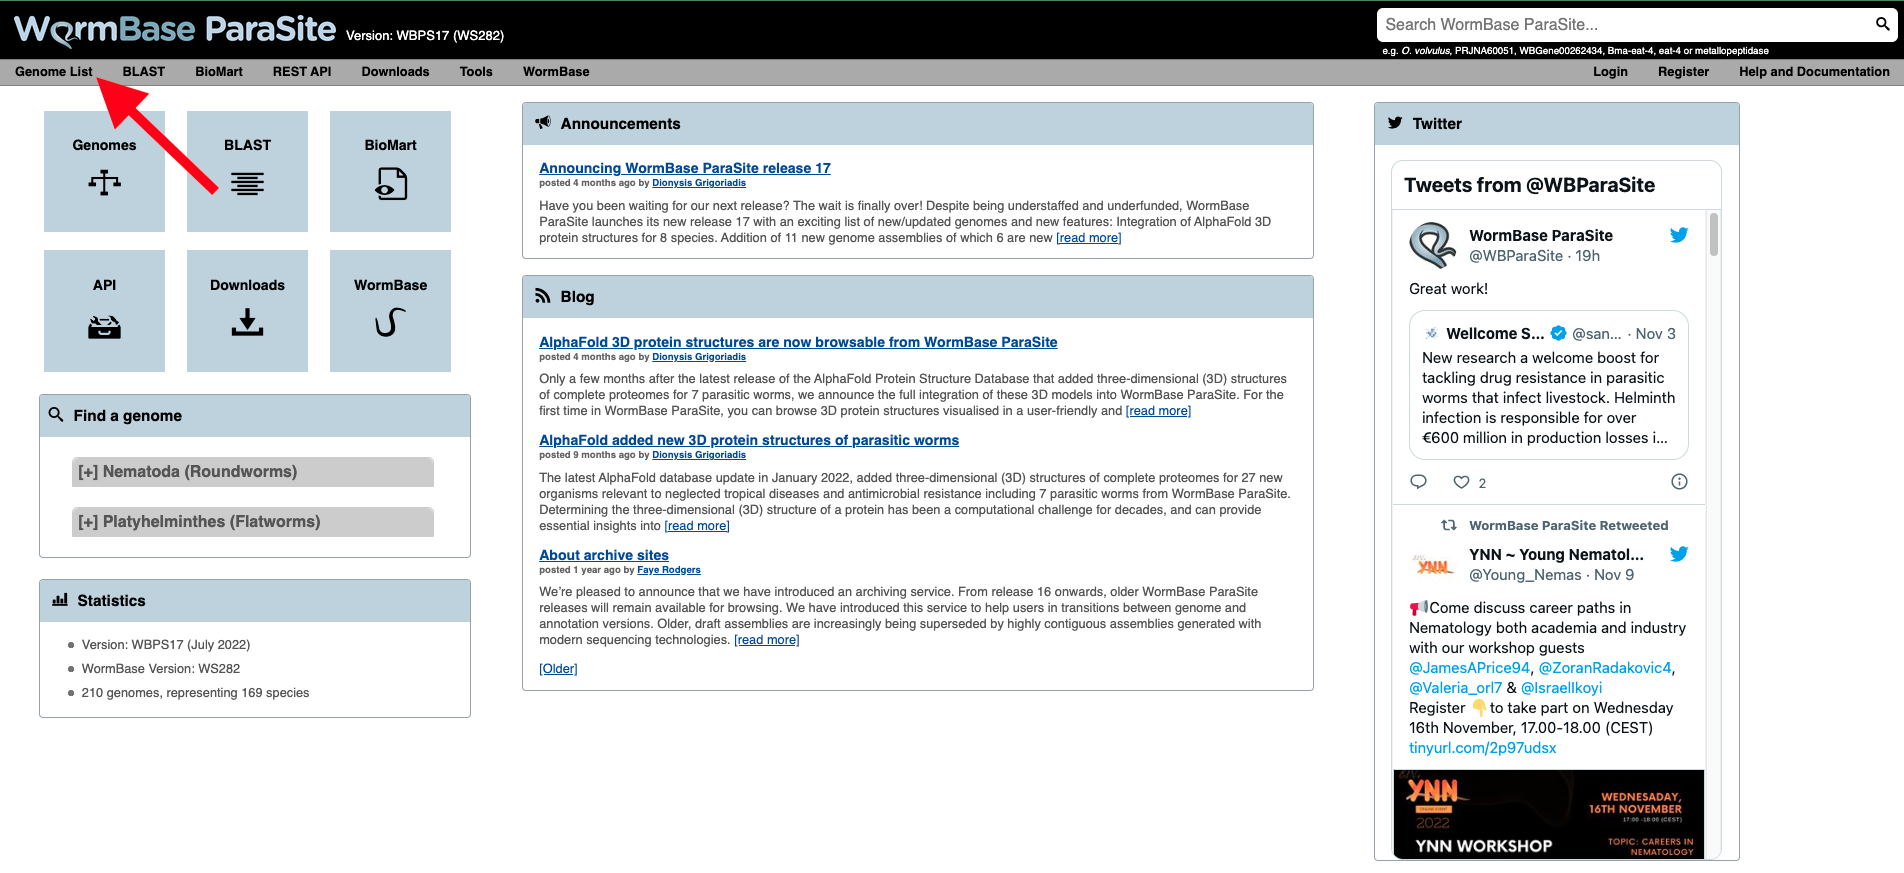 WormBase ParaSite Version: WBPS17 (WS282)
Search WormBase ParaSite...
e.g. O. volvulus, PRJNA60051, WBGene00262434, Bma-eat-4, eat-4 or metallopeptidase
Genome List BLAST BioMart REST API Downloads Tools WormBase Login Register Help and Documentation
Genomes BLAST BioMart
API Downloads WormBase
Find a genome
[+] Nematoda (Roundworms)
[+] Platyhelminthes (Flatworms)
Statistics
Version: WBPS17 (July 2022)
WormBase Version: WS282
210 genomes, representing 169 species
Announcements
Announcing WormBase ParaSite release 17
posted 4 months ago by Dionysis Grigoriadis
Have you been waiting for our next release? The wait is finally over! Despite being understaffed and underfunded, WormBase
ParaSite launches its new release 17 with an exciting list of new/updated genomes and new features: Integration of AlphaFold 3D
protein structures for 8 species. Addition of 11 new genome assemblies of which 6 are new [read more]
Blog
AlphaFold 3D protein structures are now browsable from WormBase ParaSite
posted 4 months ago by Dionysis Grigoriadis
Only a few months after the latest release of the AlphaFold Protein Structure Database that added three-dimensional (3D) structures
of complete proteomes for 7 parasitic worms, we announce the full integration of these 3D models into WormBase ParaSite. For the
first time in WormBase ParaSite, you can browse 3D protein structures visualised in a user-friendly and [read more]
AlphaFold added new 3D protein structures of parasitic worms
posted 9 months ago by Dionysis Grigoriadis
The latest AlphaFold database update in January 2022, added three-dimensional (3D) structures of complete proteomes for 27 new
organisms relevant to neglected tropical diseases and antimicrobial resistance including 7 parasitic worms from WormBase ParaSite.
Determining the three-dimensional (3D) structure of a protein has been a computational challenge for decades, and can provide
essential insights into [read more]
About archive sites
posted 1 year ago by Faye Rodgers
We're pleased to announce that we have introduced an archiving service. From release 16 onwards, older WormBase ParaSite
releases will remain available for browsing. We have introduced this service to help users in transitions between genome and
annotation versions. Older, draft assemblies are increasingly being superseded by highly contiguous assemblies generated with
modern sequencing technologies. [read more]
[Older]
Twitter
Tweets from @WBParaSite
WormBase ParaSite
@WBParaSite · 19h
Great work!
Wellcome S... @san... · Nov 3
New research a welcome boost for
tackling drug resistance in parasitic
worms that infect livestock. Helminth
infection is responsible for over
€600 million in production losses i...
2
WormBase ParaSite Retweeted
YNN ~ Young Nematol...
@Young_Nemas · Nov 9
Come discuss career paths in
Nematology both academia and industry
with our workshop guests
@JamesAPrice94, @ZoranRadakovic4,
@Valeria_orl7 & @IsraelIkoyi
Register to take part on Wednesday
16th November, 17.00-18.00 (CEST)
tinyurl.com/2p97udsx
YNN
2022
YNN WORKSHOP
WEDNESADAY,
16TH NOVEMBER
17:00 -18:00 (CEST)
TOPIC: CAREERS IN
NEMATOLOGY